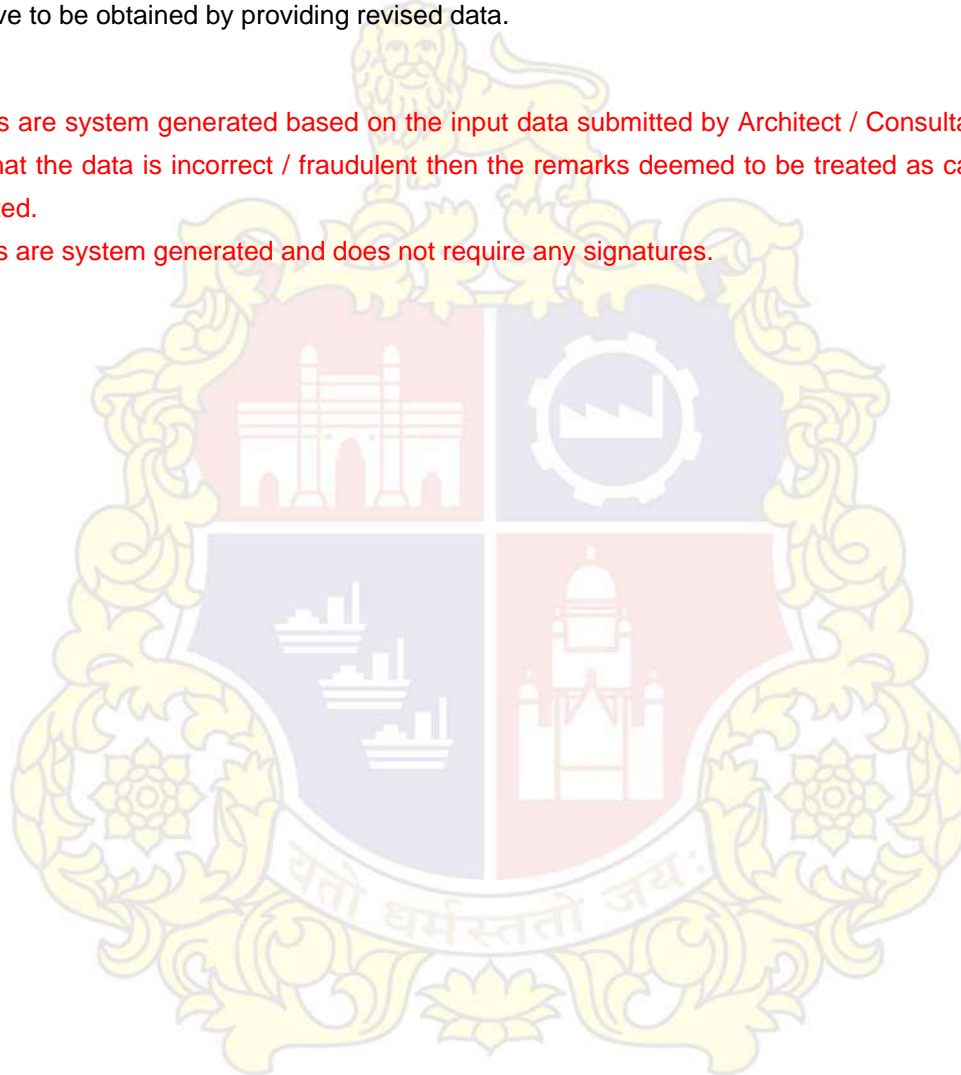 ve to be obtained by providing revised data.
s are system generated based on the input data submitted by Architect / Consulta
hat the data is incorrect / fraudulent then the remarks deemed to be treated as ca
ted.
s are system generated and does not require any signatures.
यतो धर्मस्ततो जय: